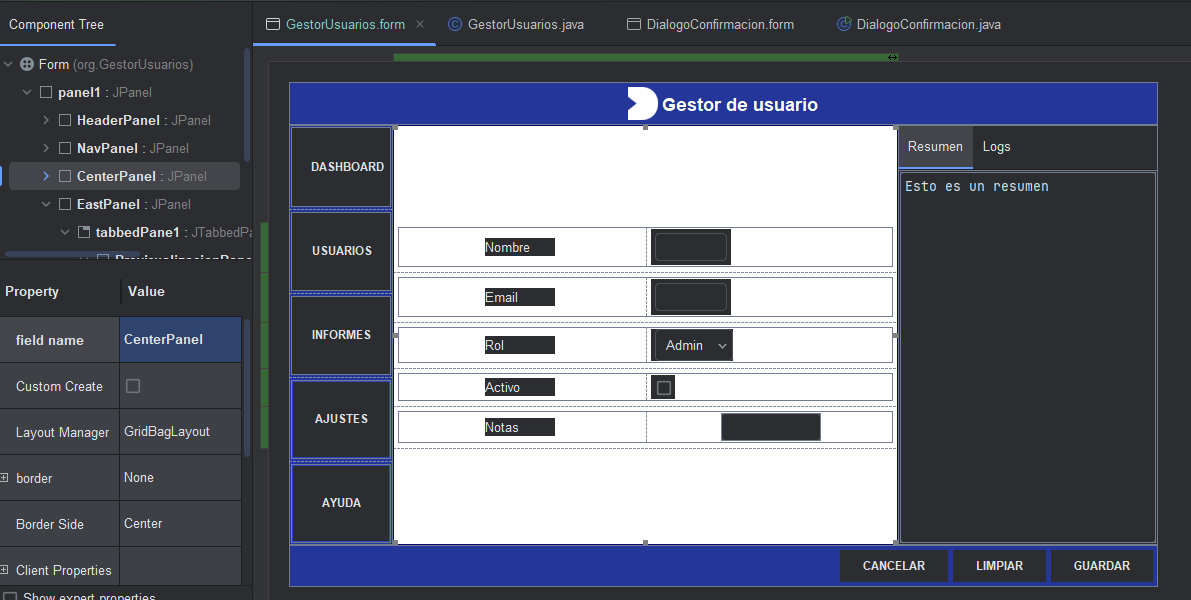 Component Tree
GestorUsuarios.form
GestorUsuarios.java
DialogoConfirmacion.form
DialogoConfirmacion.java
Form (org.GestorUsuarios)
panel1 : JPanel
HeaderPanel : JPanel
NavPanel : JPanel
CenterPanel : JPanel
EastPanel : JPanel
tabbedPane1 : JTabbedPa
Property Value
field name CenterPanel
Custom Create
Layout Manager GridBagLayout
border None
Border Side Center
Client Properties
Show expert properties
Gestor de usuario
DASHBOARD
USUARIOS
INFORMES
AJUSTES
AYUDA
Nombre
Email
Rol Admin
Activo
Notas
Resumen Logs
Esto es un resumen
CANCELAR LIMPIAR GUARDAR